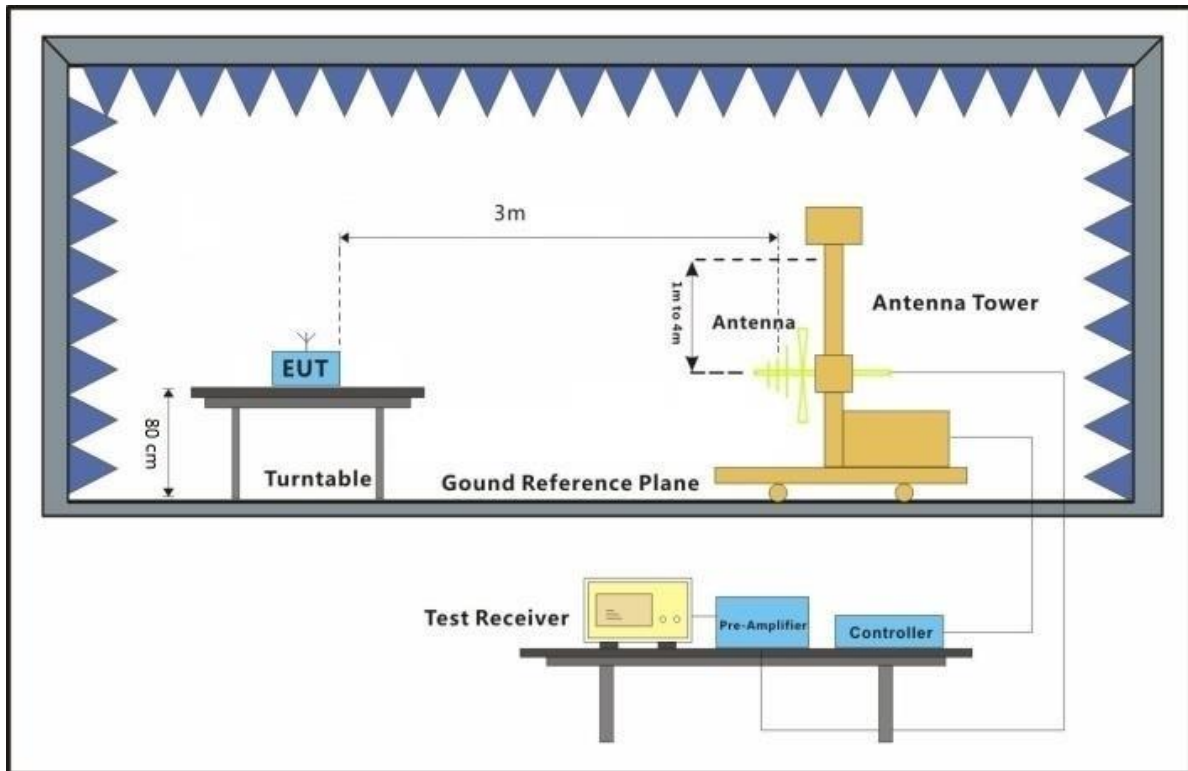 3m
1m to 4m
Antenna
Antenna Tower
EUT
80 cm
Turntable
Gound Reference Plane
Test Receiver
Pre-Amplifier
Controller